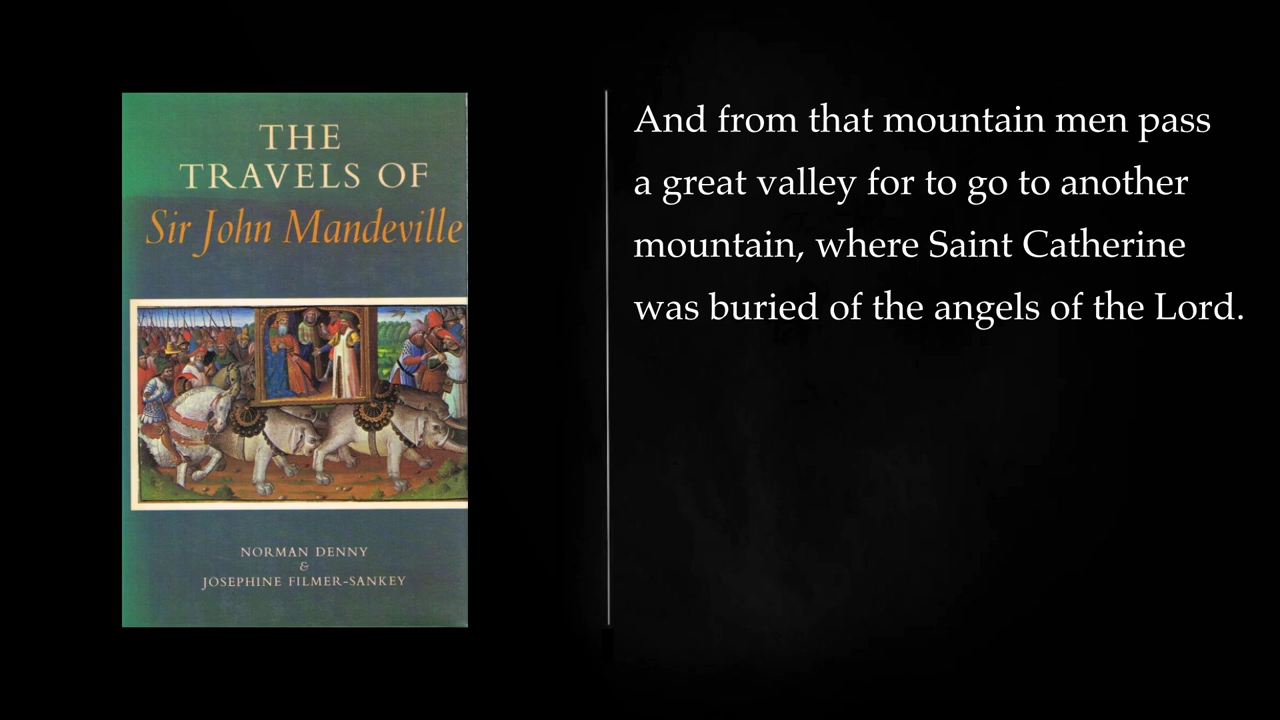 THE
TRAVELS OF
Sir John Mandeville
NORMAN DENNY
&
JOSEPHINE FILMER-SANKEY
And from that mountain men pass
a great valley for to go to another
mountain, where Saint Catherine
was buried of the angels of the Lord.